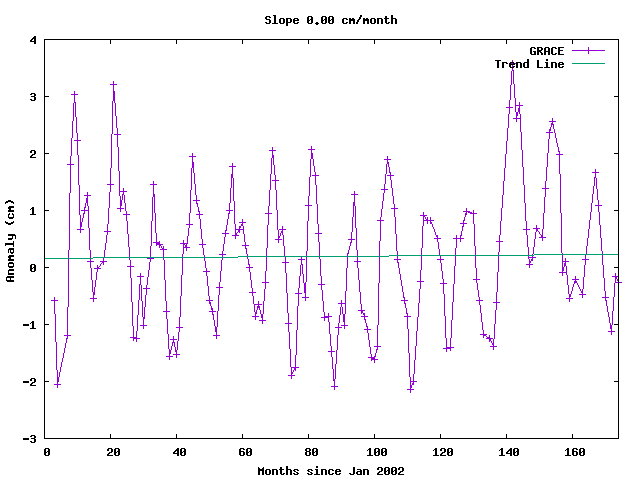 Slope 0.00 cm/month
GRACE
Trend Line
4
3
2
1
0
-1
-2
-3
Anomaly (cm)
0 20 40 60 80 100 120 140 160
Months since Jan 2002